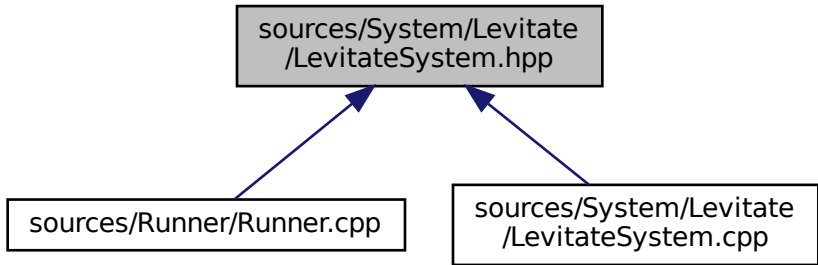 sources/System/Levitate
/LevitateSystem.hpp
sources/Runner/Runner.cpp
sources/System/Levitate
/LevitateSystem.cpp